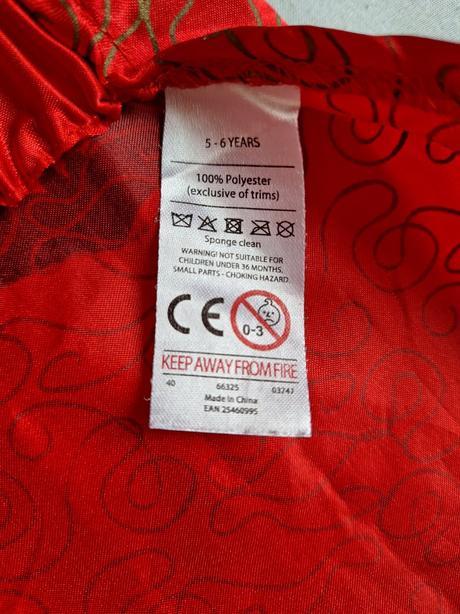 5 - 6 YEARS
100% Polyester
(exclusive of trims)
Sponge clean
WARNING! NOT SUITABLE FOR
CHILDREN UNDER 36 MONTHS.
SMALL PARTS - CHOKING HAZARD.
CE 0-3
KEEP AWAY FROM FIRE
40 66325 03747
Made in China
EAN 25460995